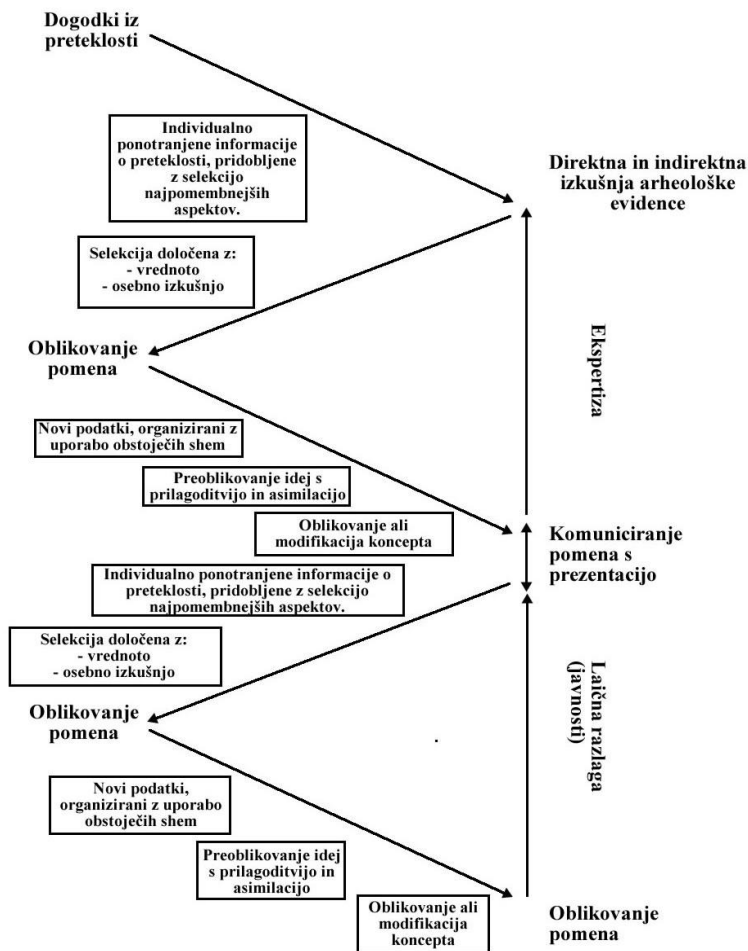 Dogodki iz
preteklosti
Individualno
ponotranjene informacije
o preteklosti, pridobljene
z selekcijo
najpomembnejših
aspektov.
Direktna in indirektna
izkušnja arheološke
evidence
Selekcija določena z:
- vrednoto
- osebno izkušnjo
Ekspertiza
Oblikovanje
pomena
Novi podatki, organizirani z
uporabo obstoječih shem
Preoblikovanje idej s
prilagoditvijo in asimilacijo
Oblikovanje ali
modifikacija koncepta
Komuniciranje
pomena s
prezentacijo
Individualno ponotranjene informacije o
preteklosti, pridobljene z selekcijo
najpomembnejših aspektov.
Selekcija določena z:
- vrednoto
- osebno izkušnjo
Laična razlaga
(javnosti)
Oblikovanje
pomena
Novi podatki,
organizirani z uporabo
obstoječih shem
Preoblikovanje idej
s prilagoditvijo in
asimilacijo
Oblikovanje ali
modifikacija
koncepta
Oblikovanje
pomena